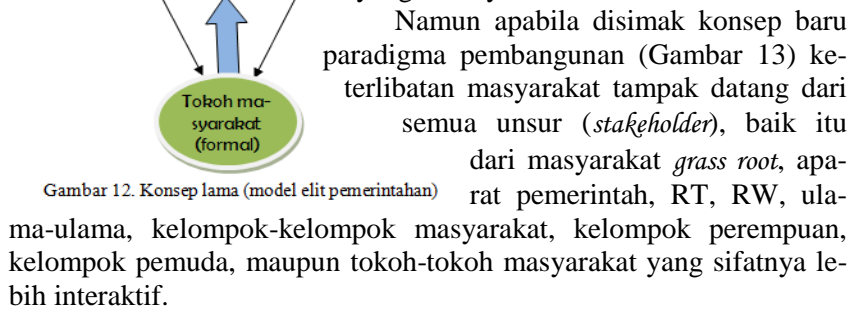 Namun apabila disimak konsep baru
paradigma pembangunan (Gambar 13) ke-
terlibatan masyarakat tampak datang dari
semua unsur (stakeholder), baik itu
dari masyarakat grass root, apa-
rat pemerintah, RT, RW, ula-
ma-ulama, kelompok-kelompok masyarakat, kelompok perempuan,
kelompok pemuda, maupun tokoh-tokoh masyarakat yang sifatnya le-
bih interaktif.
Tokoh ma-
syarakat
(formal)
Gambar 12. Konsep lama (model elit pemerintahan)